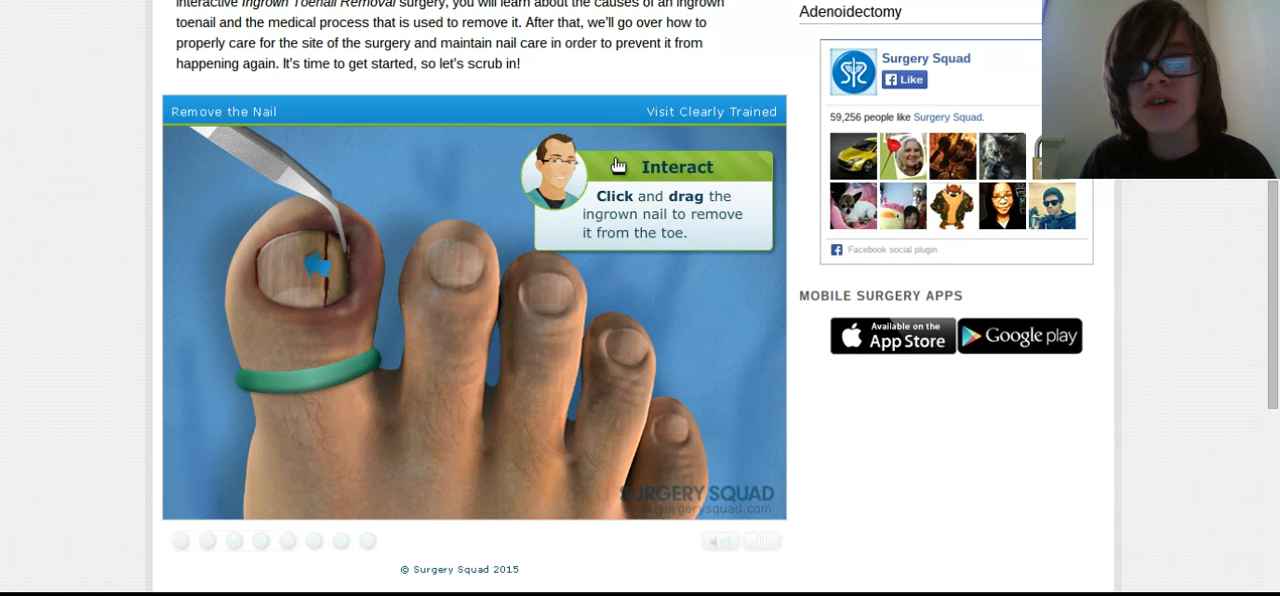 interactive Ingrown Toenail Removal surgery, you will learn about the causes of an ingrown
toenail and the medical process that is used to remove it. After that, we'll go over how to
properly care for the site of the surgery and maintain nail care in order to prevent it from
happening again. It's time to get started, so let's scrub in!
Remove the Nail
Visit Clearly Trained
Interact
Click and drag the
ingrown nail to remove
it from the toe.
SURGERY SQUAD
surgerysquad.com
© Surgery Squad 2015
Adenoidectomy
Surgery Squad
Like
59,256 people like Surgery Squad.
Facebook social plugin
MOBILE SURGERY APPS
Available on the
App Store
Google play